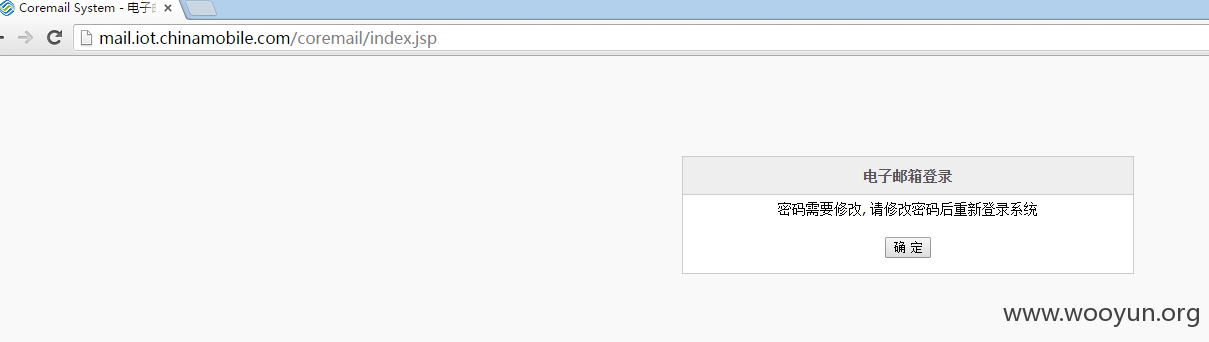 Coremail System - 电子
mail.iot.chinamobile.com/coremail/index.jsp
电子邮箱登录
密码需要修改, 请修改密码后重新登录系统
确 定
www.wooyun.org